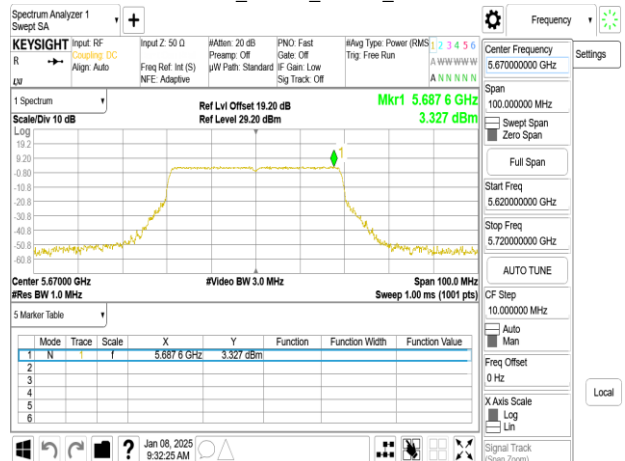 Spectrum Analyzer 1
Swept SA
+
Frequency
KEYSIGHT
Input: RF
Coupling: DC
Align: Auto
Input Z: 50 Ω
Freq Ref: Int (S)
NFE: Adaptive
#Atten: 20 dB
Preamp: Off
µW Path: Standard
PNO: Fast
Gate: Off
IF Gain: Low
Sig Track: Off
#Avg Type: Power (RMS
Trig: Free Run
1 2 3 4 5 6
A W W W W W
A N N N N N
R
LXI
Center Frequency
5.670000000 GHz
Settings
Span
100.000000 MHz
Swept Span
Zero Span
Full Span
Start Freq
5.620000000 GHz
Stop Freq
5.720000000 GHz
AUTO TUNE
CF Step
10.000000 MHz
Auto
Man
Freq Offset
0 Hz
X Axis Scale
Log
Lin
Local
Signal Track
(Span Zoom)
1 Spectrum
Scale/Div 10 dB
Ref Lvl Offset 19.20 dB
Ref Level 29.20 dBm
Mkr1 5.687 6 GHz
3.327 dBm
Log
19.2
9.20
-0.80
-10.8
-20.8
-30.8
-40.8
-50.8
-60.8
1
Center 5.67000 GHz
#Res BW 1.0 MHz
#Video BW 3.0 MHz
Span 100.0 MHz
Sweep 1.00 ms (1001 pts)
5 Marker Table
Mode Trace Scale X Y Function Function Width Function Value
1 N 1 f 5.687 6 GHz 3.327 dBm
2
3
4
5
6
?
Jan 08, 2025
9:32:25 AM